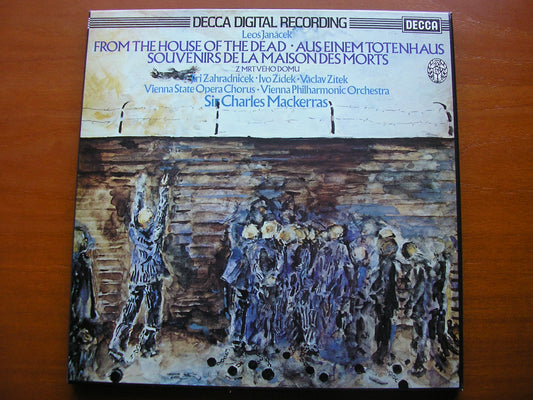 DECCA DIGITAL RECORDING
DECCA
Leoš Janáček
FROM THE HOUSE OF THE DEAD · AUS EINEM TOTENHAUS
SOUVENIRS DE LA MAISON DES MORTS
Z MRTVÉHO DOMU
Jiří Zahradníček · Ivo Žídek · Václav Zítek
Vienna State Opera Chorus · Vienna Philharmonic Orchestra
Sir Charles Mackerras